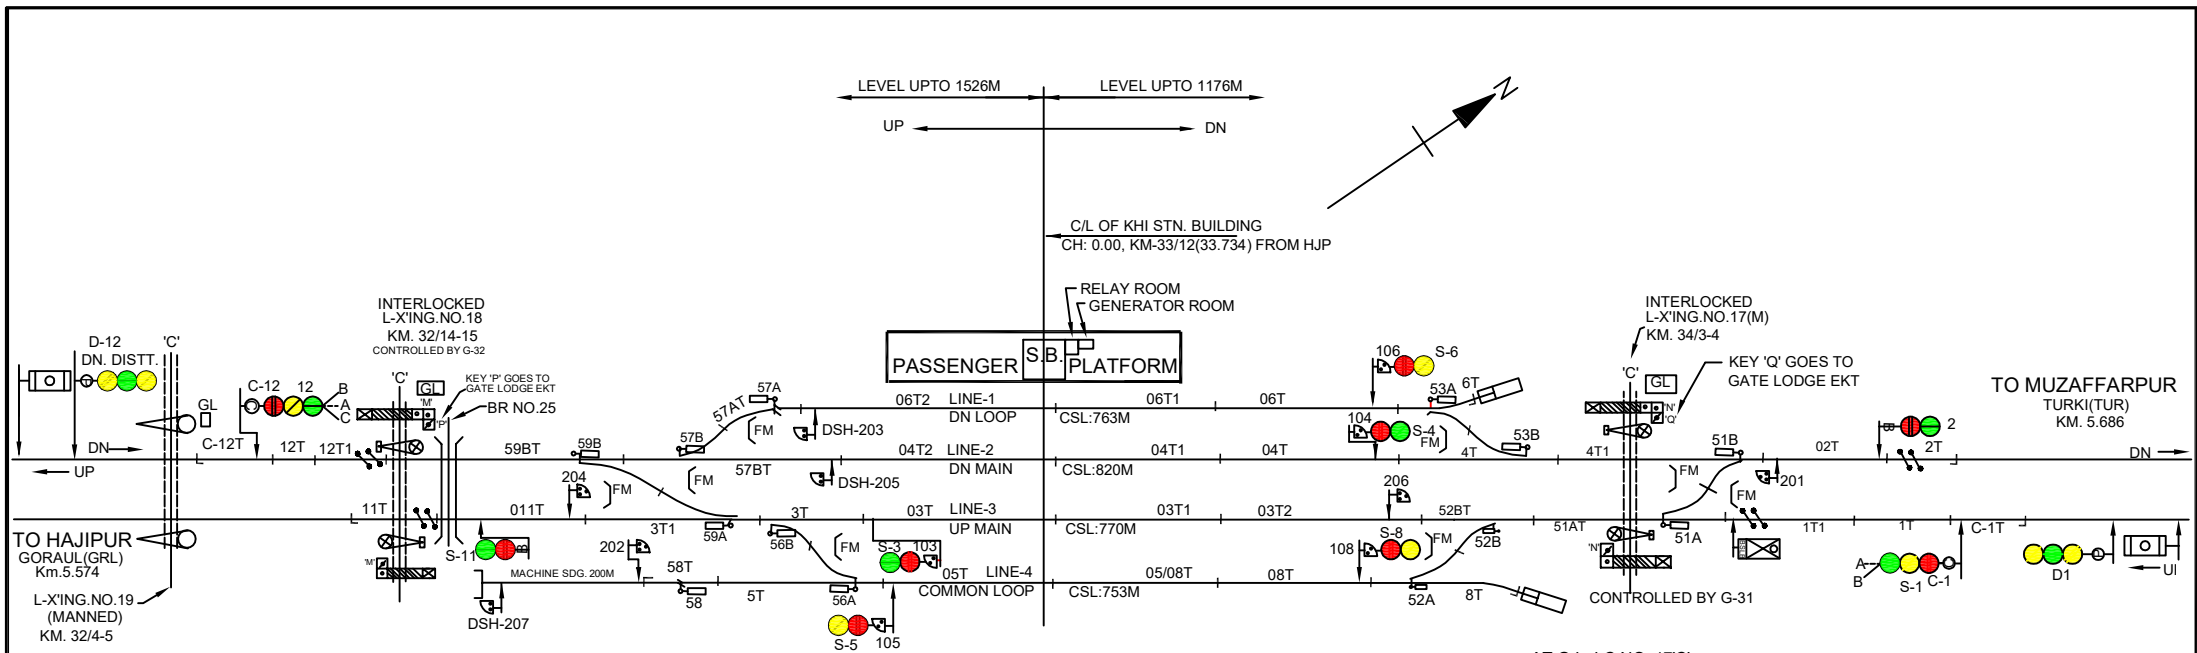 LEVEL UPTO 1526M
LEVEL UPTO 1176M
UP
DN
N
C/L OF KHI STN. BUILDING
CH: 0.00, KM-33/12(33.734) FROM HJP
RELAY ROOM
GENERATOR ROOM
PASSENGER S.B. PLATFORM
INTERLOCKED
L-X'ING.NO.18
KM. 32/14-15
CONTROLLED BY G-32
INTERLOCKED
L-X'ING.NO.17(M)
KM. 34/3-4
D-12
DN. DISTT.
'C'
C-12
12
B
A
C
GL
C-12T
12T
12T1
'C'
GL
'M'
'P'
KEY 'P' GOES TO
GATE LODGE EKT
BR NO.25
DN
UP
59BT
59B
57A
57AT
57B
FM
DSH-203
06T2
LINE-1
DN LOOP
CSL:763M
06T1
06T
106
S-6
53A
6T
104
S-4
FM
53B
57BT
FM
DSH-205
04T2
LINE-2
DN MAIN
CSL:820M
04T1
04T
4T
4T1
'C'
GL
'N'
'Q'
KEY 'Q' GOES TO
GATE LODGE EKT
TO MUZAFFARPUR
TURKI(TUR)
KM. 5.686
51B
02T
2
2T
DN
FM
FM
201
204
FM
11T
011T
3T1
59A
3T
56B
FM
03T
LINE-3
UP MAIN
CSL:770M
03T1
03T2
206
52BT
52B
51AT
51A
1T1
1T
C-1T
TO HAJIPUR
GORAUL(GRL)
Km.5.574
L-X'ING.NO.19
(MANNED)
KM. 32/4-5
'M'
S-11
B
MACHINE SDG. 200M
DSH-207
202
58T
58
5T
56A
S-3
103
S-5
105
05T
LINE-4
COMMON LOOP
CSL:753M
05/08T
08T
108
S-8
FM
52A
8T
'N'
CONTROLLED BY G-31
A
B
S-1
C-1
D1